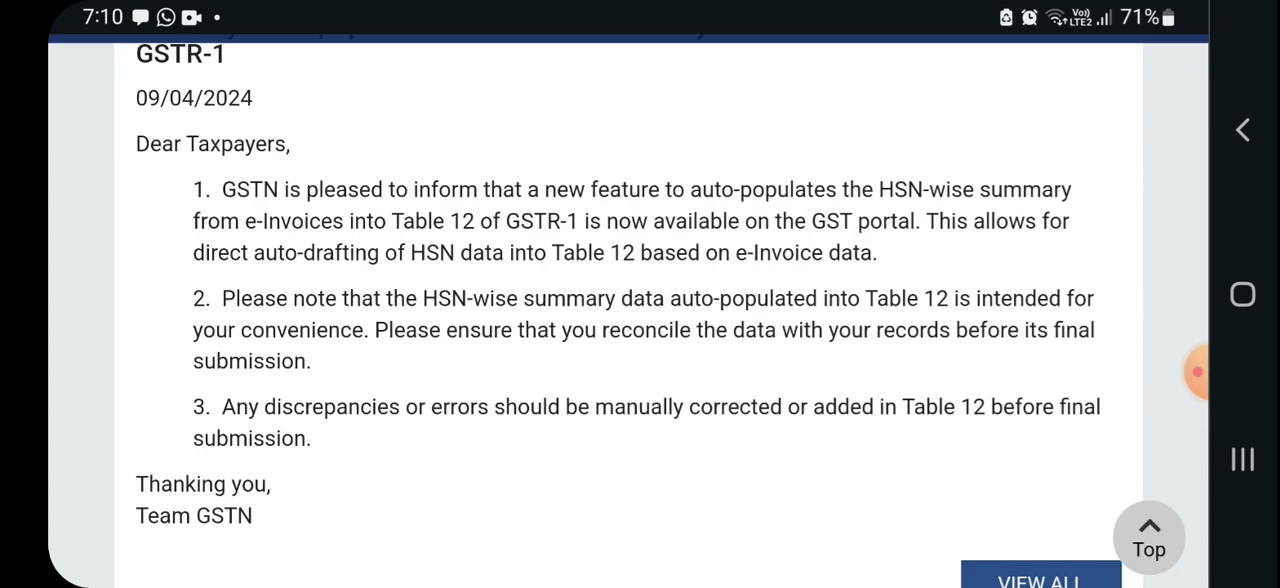 7:10
Vo)) LTE2 71%
GSTR-1
09/04/2024
Dear Taxpayers,
1. GSTN is pleased to inform that a new feature to auto-populates the HSN-wise summary
from e-Invoices into Table 12 of GSTR-1 is now available on the GST portal. This allows for
direct auto-drafting of HSN data into Table 12 based on e-Invoice data.
2. Please note that the HSN-wise summary data auto-populated into Table 12 is intended for
your convenience. Please ensure that you reconcile the data with your records before its final
submission.
3. Any discrepancies or errors should be manually corrected or added in Table 12 before final
submission.
Thanking you,
Team GSTN
Top
VIEW ALL